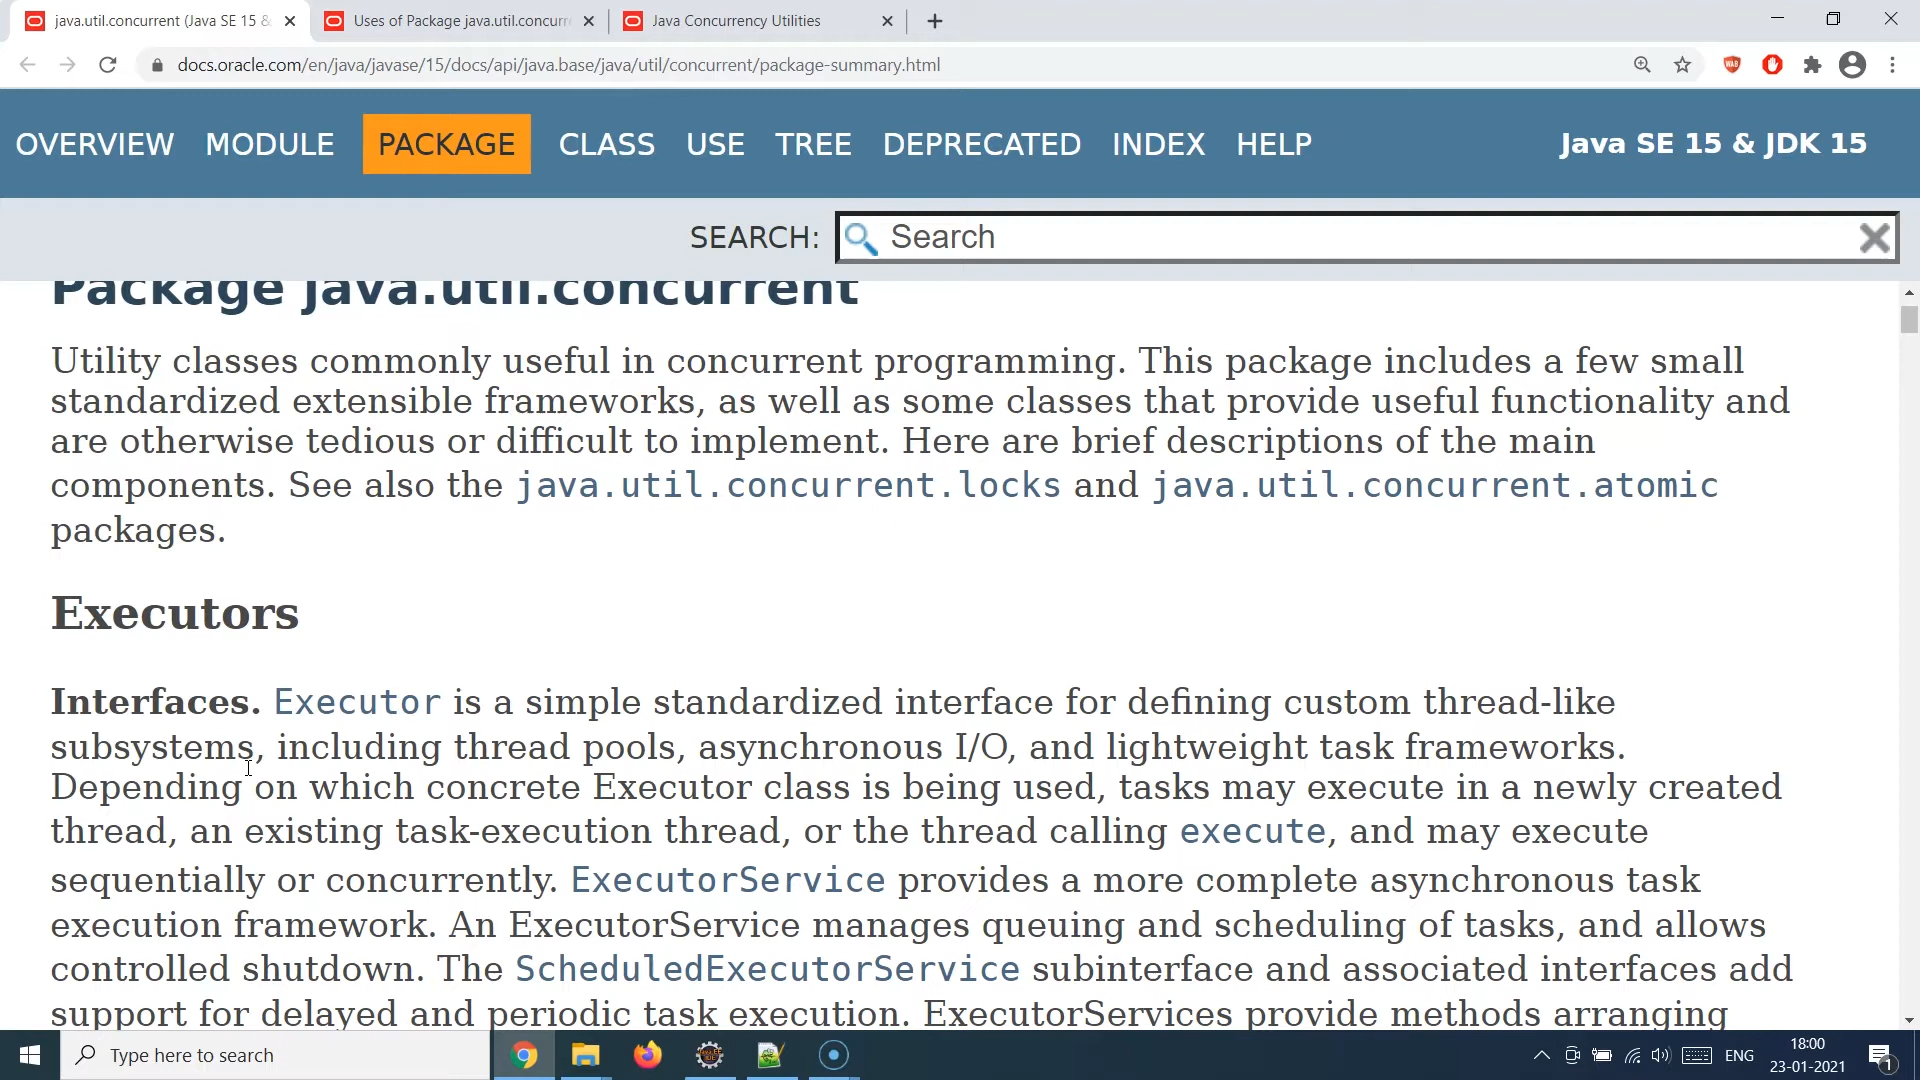 java.util.concurrent (Java SE 15 &
Uses of Package java.util.concurr
Java Concurrency Utilities
docs.oracle.com/en/java/javase/15/docs/api/java.base/java/util/concurrent/package-summary.html
OVERVIEW MODULE PACKAGE CLASS USE TREE DEPRECATED INDEX HELP
Java SE 15 & JDK 15
SEARCH: Search
Package java.util.concurrent
Utility classes commonly useful in concurrent programming. This package includes a few small
standardized extensible frameworks, as well as some classes that provide useful functionality and
are otherwise tedious or difficult to implement. Here are brief descriptions of the main
components. See also the java.util.concurrent.locks and java.util.concurrent.atomic
packages.
Executors
Interfaces. Executor is a simple standardized interface for defining custom thread-like
subsystems, including thread pools, asynchronous I/O, and lightweight task frameworks.
Depending on which concrete Executor class is being used, tasks may execute in a newly created
thread, an existing task-execution thread, or the thread calling execute, and may execute
sequentially or concurrently. ExecutorService provides a more complete asynchronous task
execution framework. An ExecutorService manages queuing and scheduling of tasks, and allows
controlled shutdown. The ScheduledExecutorService subinterface and associated interfaces add
support for delayed and periodic task execution. ExecutorServices provide methods arranging
Type here to search
ENG
18:00
23-01-2021
1